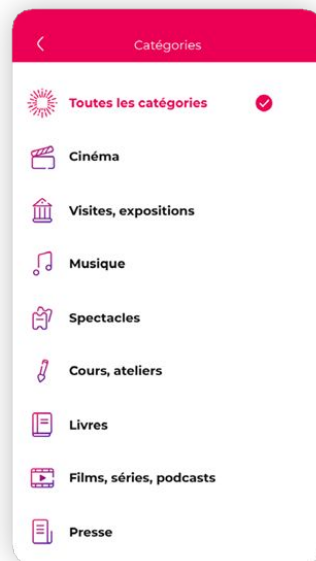 Catégories
Toutes les catégories
Cinéma
Visites, expositions
Musique
Spectacles
Cours, ateliers
Livres
Films, séries, podcasts
Presse